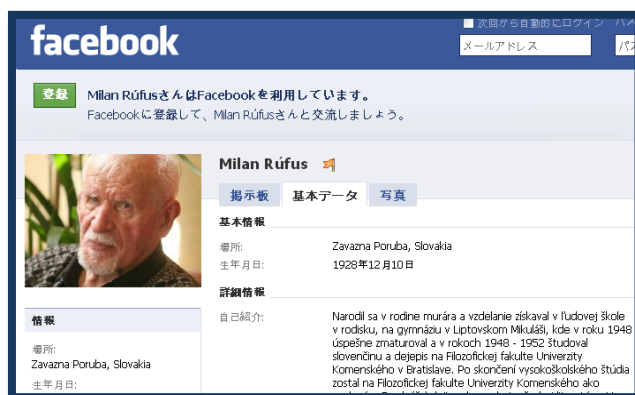 facebook
次回から自動的にログイン
メールアドレス
登録
Milan RúfusさんはFacebookを利用しています。
Facebookに登録して、Milan Rúfusさんと交流しましょう。
Milan Rúfus
掲示板 基本データ 写真
基本情報
場所: Zavazna Poruba, Slovakia
生年月日: 1928年12月10日
詳細情報
自己紹介: Narodil sa v rodine murára a vzdelanie získaval v ľudovej škole
v rodisku, na gymnáziu v Liptovskom Mikuláši, kde v roku 1948
úspešne zmaturoval a v rokoch 1948 - 1952 študoval
slovenčinu a dejepis na Filozofickej fakulte Univerzity
Komenského v Bratislave. Po skončení vysokoškolského štúdia
zostal na Filozofickej fakulte Univerzity Komenského ako
情報
場所:
Zavazna Poruba, Slovakia
生年月日: